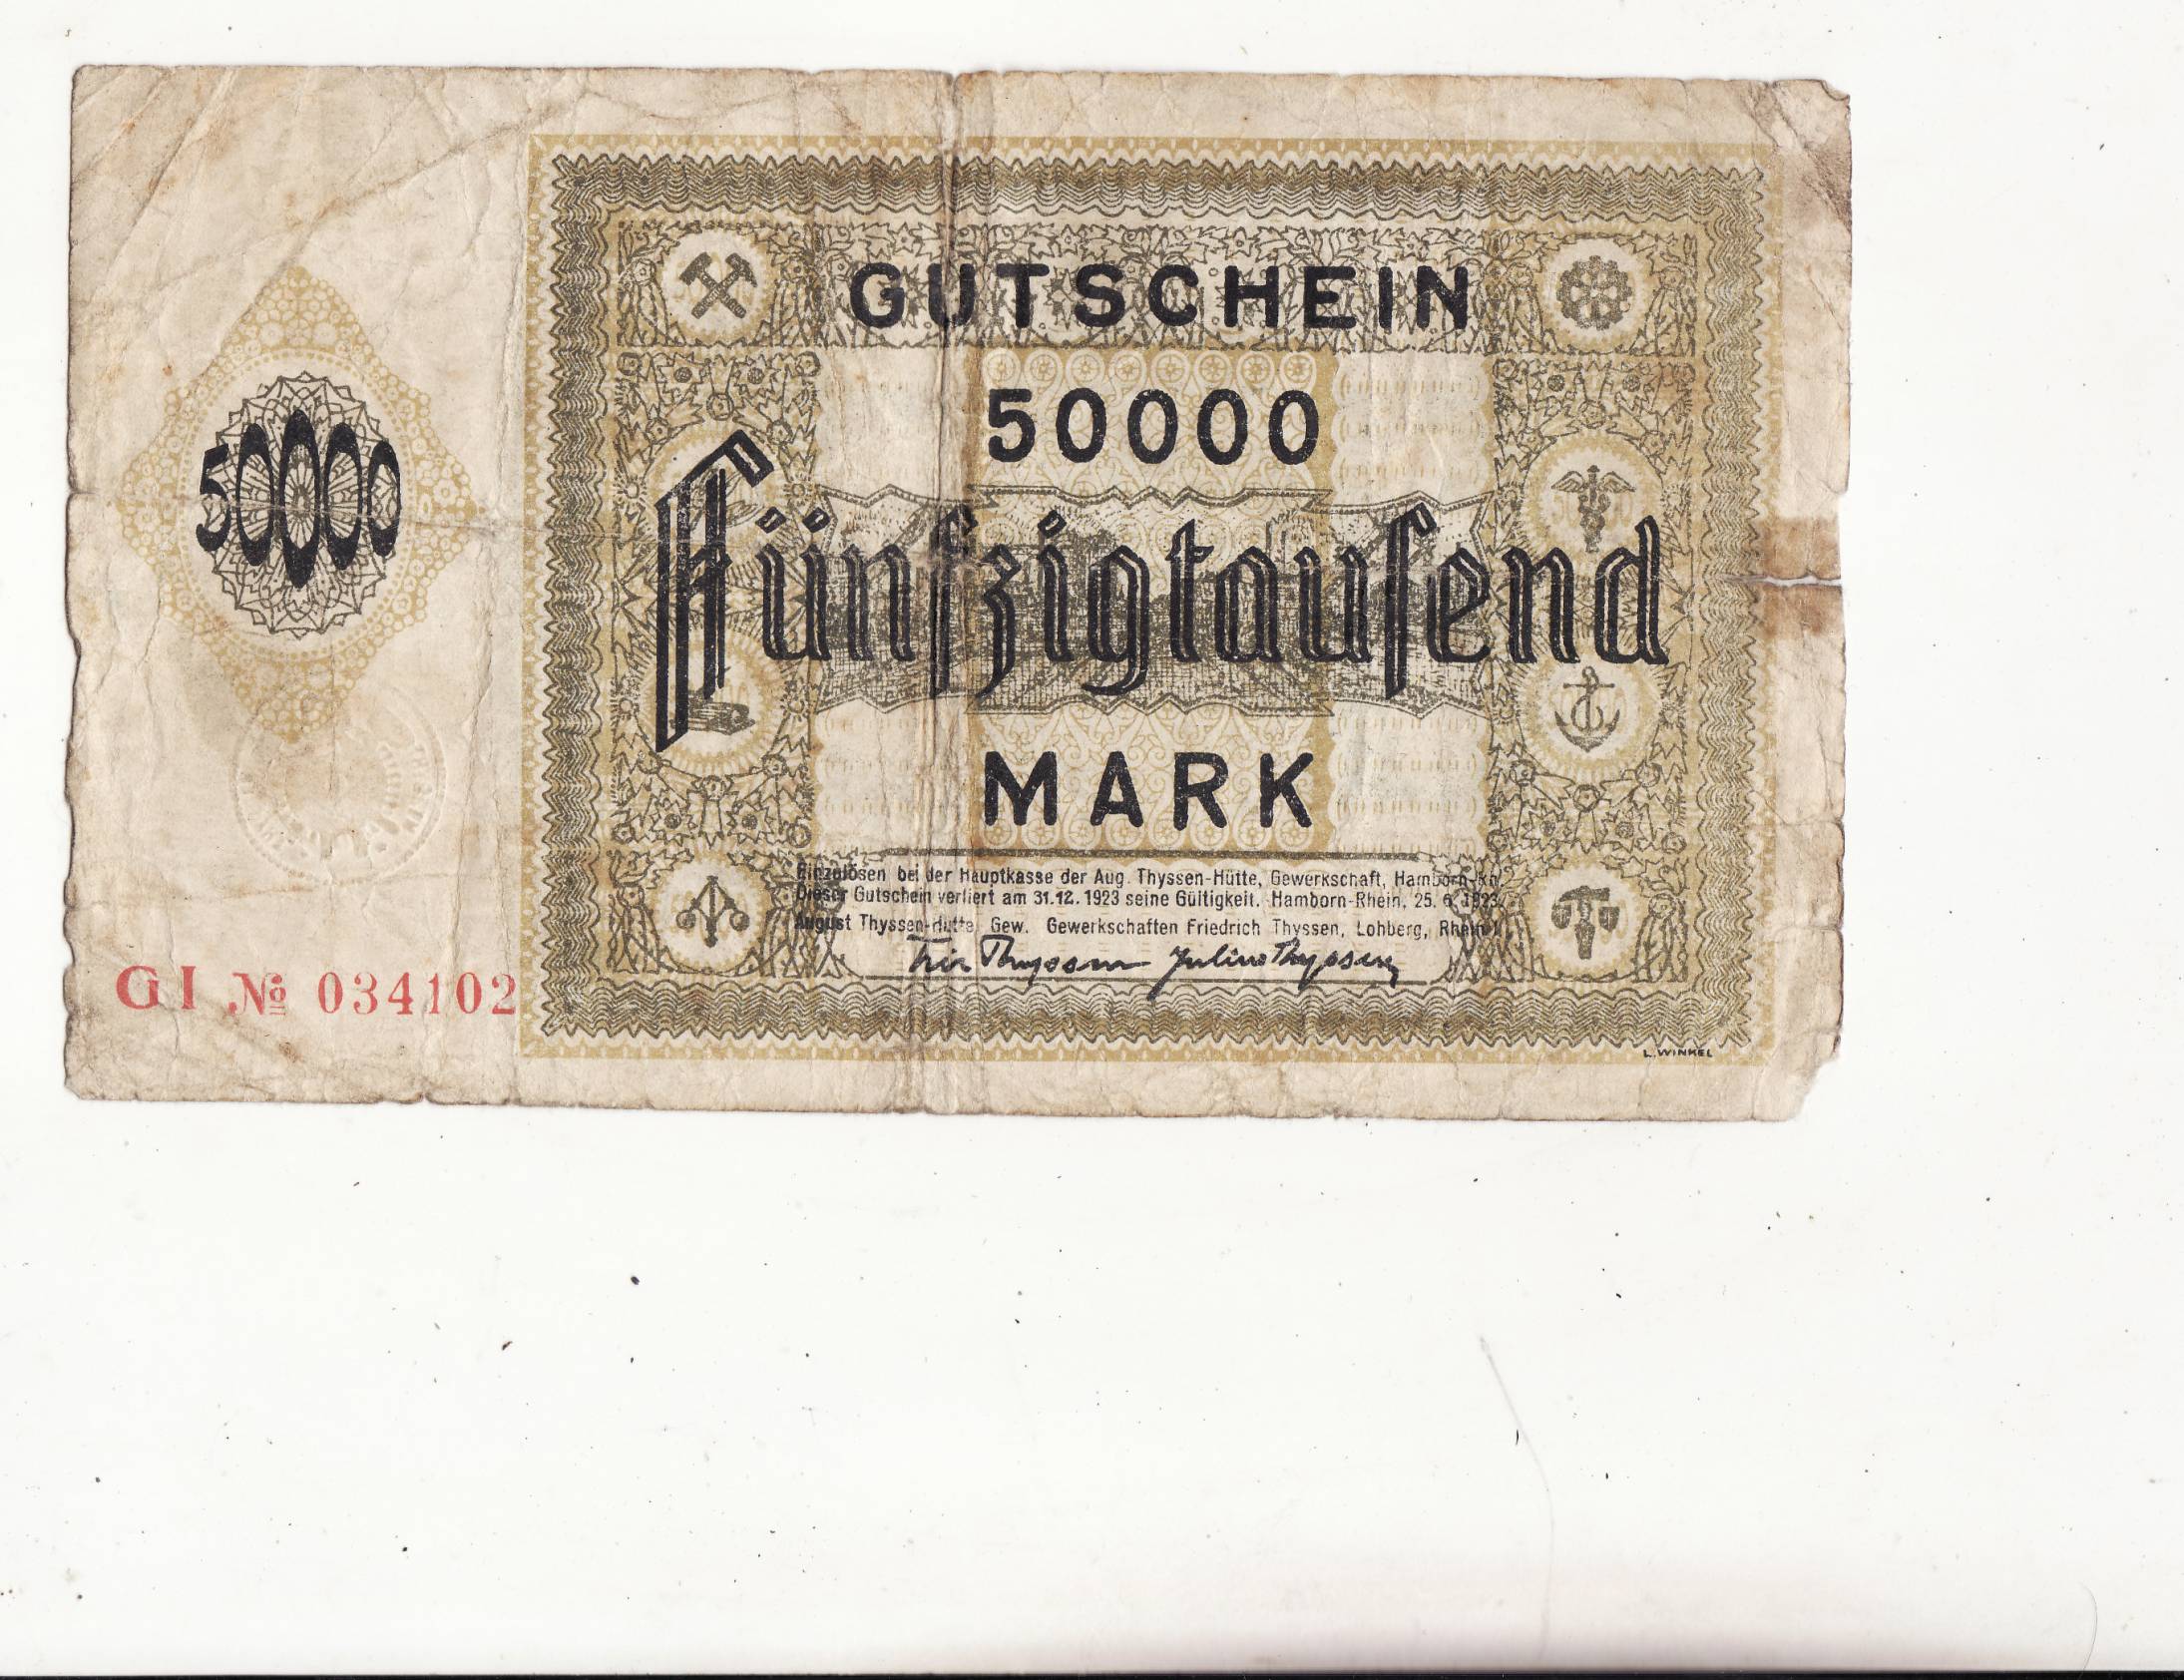 GUTSCHEIN
50000
50000
Fünfzigtausend
MARK
Einzulösen bei der Hauptkasse der Aug. Thyssen-Hütte, Gewerkschaft, Hamborn-Rh.
Dieser Gutschein verliert am 31.12.1923 seine Gültigkeit. Hamborn-Rhein, 25. 6. 1923.
August Thyssen-Hütte, Gew. Gewerkschaften Friedrich Thyssen, Lohberg, Rhein I.
Fritz Thyssen Julius Thyssen
GI № 034102
L. WINKEL